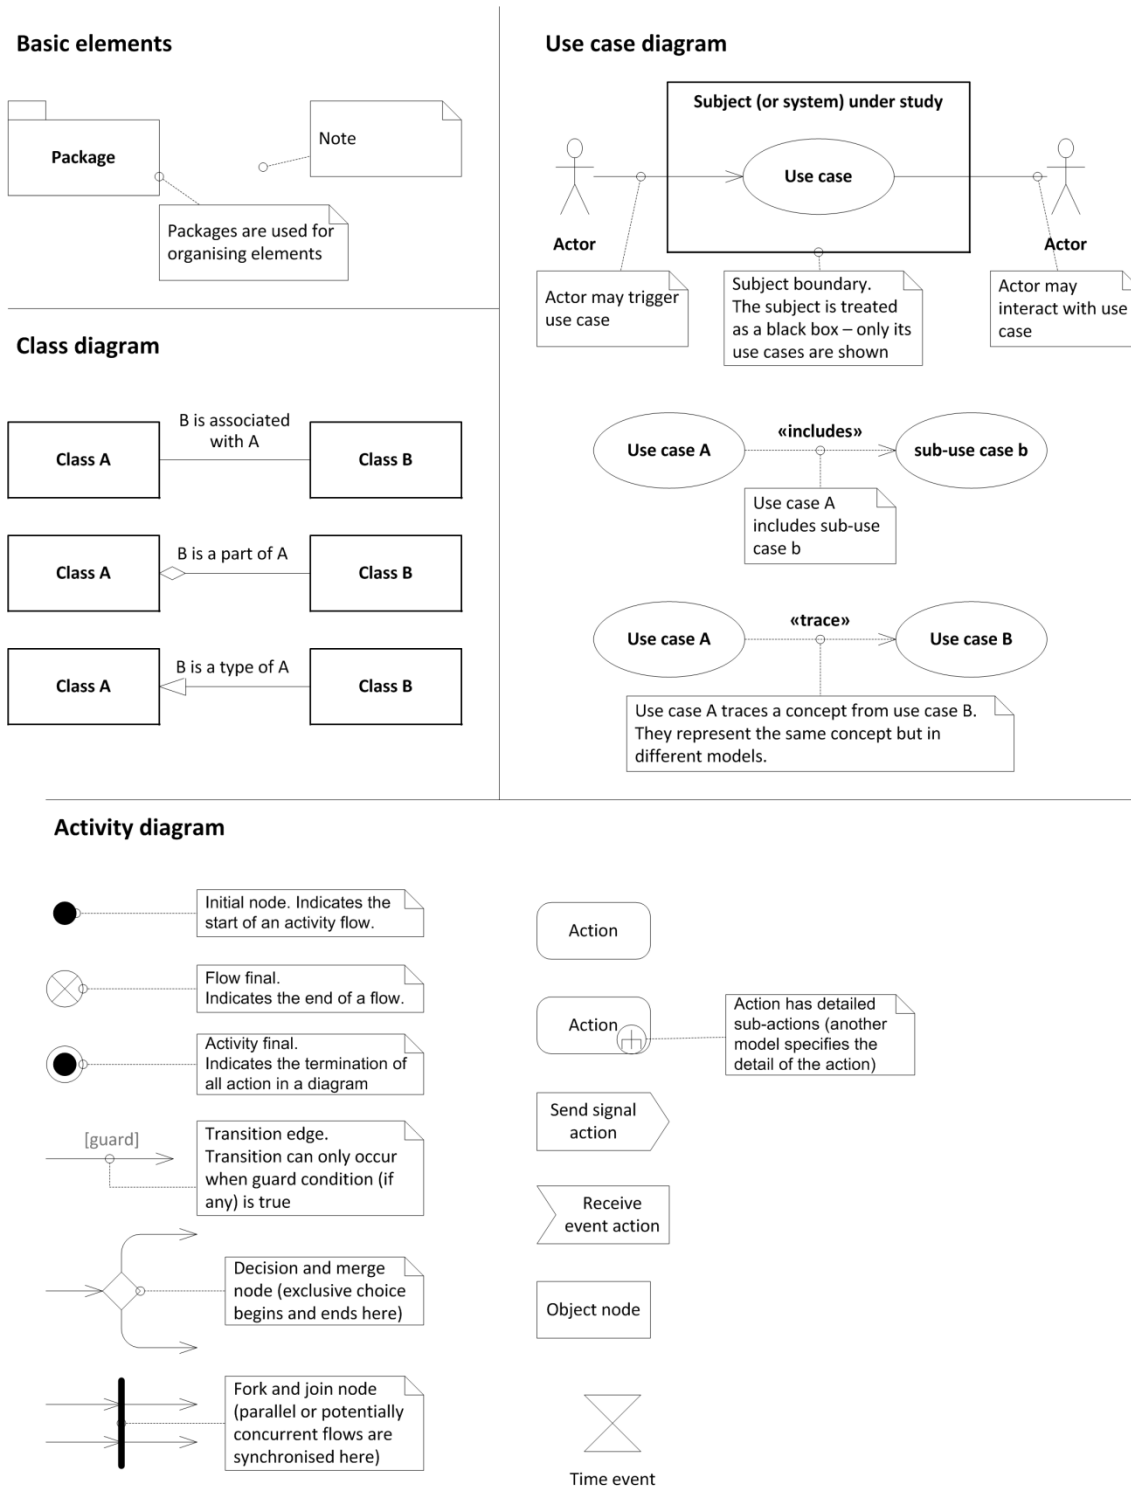 Basic elements
Package
Note
Packages are used for
organising elements
Class diagram
B is associated
with A
Class A
Class B
B is a part of A
Class A
Class B
B is a type of A
Class A
Class B
Use case diagram
Subject (or system) under study
Use case
Actor
Actor
Actor may trigger
use case
Subject boundary.
The subject is treated
as a black box – only its
use cases are shown
Actor may
interact with use
case
Use case A
«includes»
sub-use case b
Use case A
includes sub-use
case b
Use case A
«trace»
Use case B
Use case A traces a concept from use case B.
They represent the same concept but in
different models.
Activity diagram
Initial node. Indicates the
start of an activity flow.
Flow final.
Indicates the end of a flow.
Activity final.
Indicates the termination of
all action in a diagram
[guard]
Transition edge.
Transition can only occur
when guard condition (if
any) is true
Decision and merge
node (exclusive choice
begins and ends here)
Fork and join node
(parallel or potentially
concurrent flows are
synchronised here)
Action
Action
Action has detailed
sub-actions (another
model specifies the
detail of the action)
Send signal
action
Receive
event action
Object node
Time event